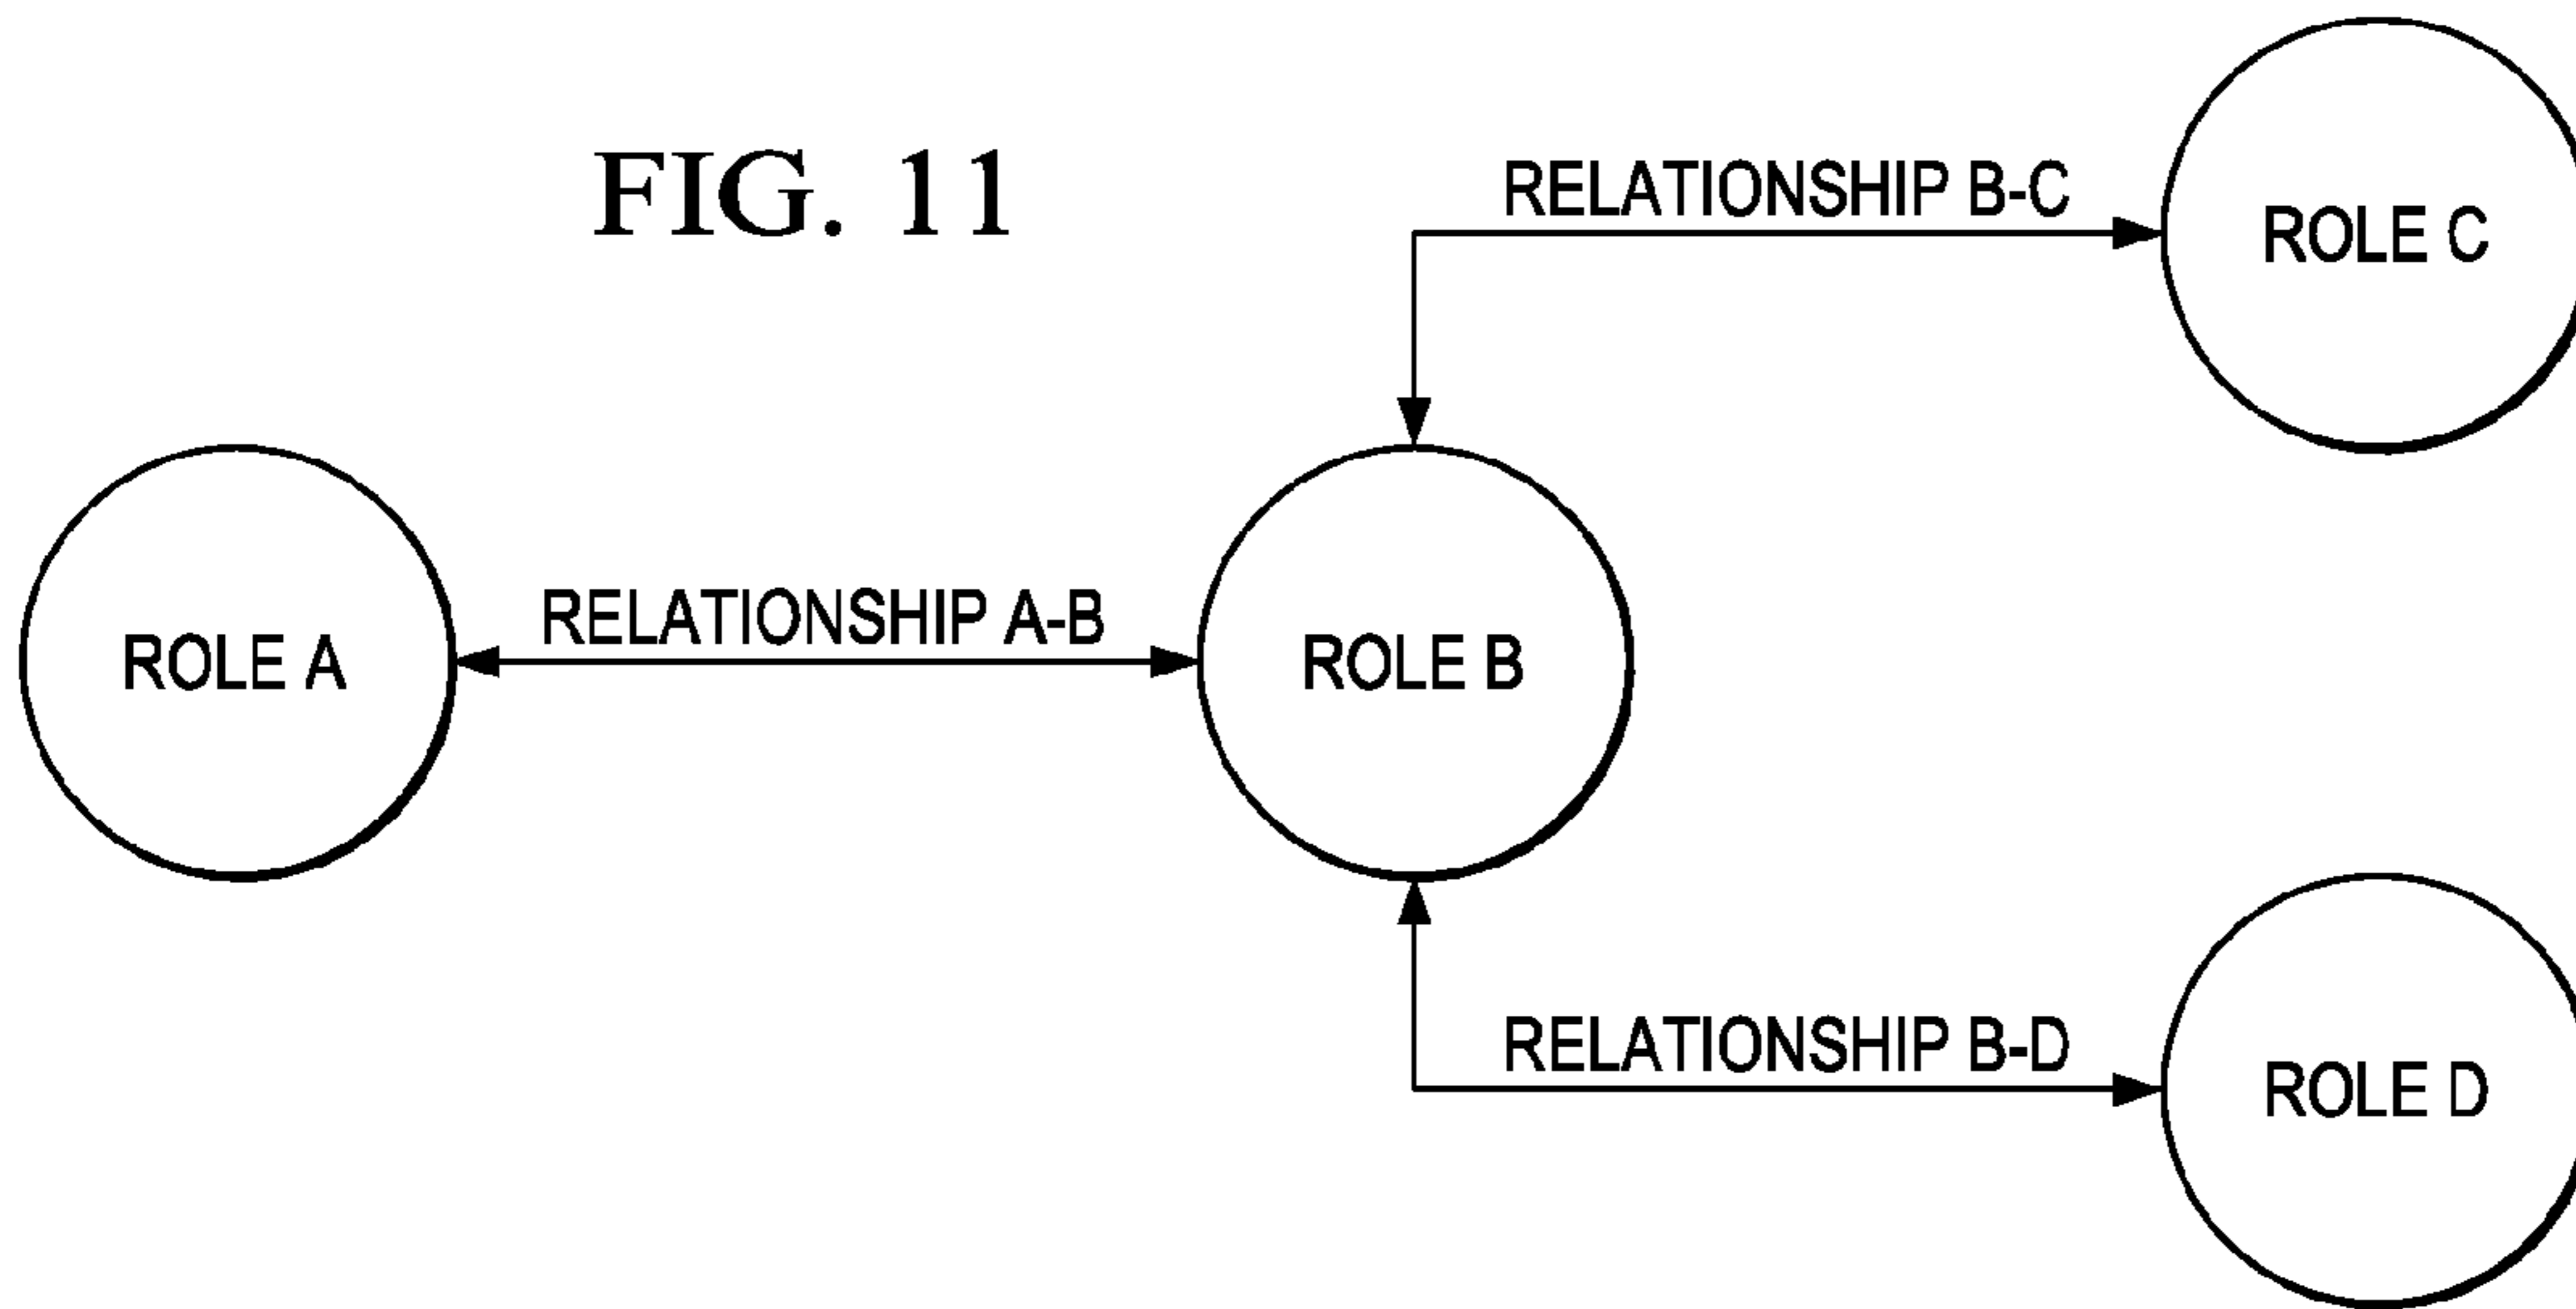 FIG. 11
RELATIONSHIP B-C
ROLE C
RELATIONSHIP A-B
ROLE A
ROLE B
RELATIONSHIP B-D
ROLE D